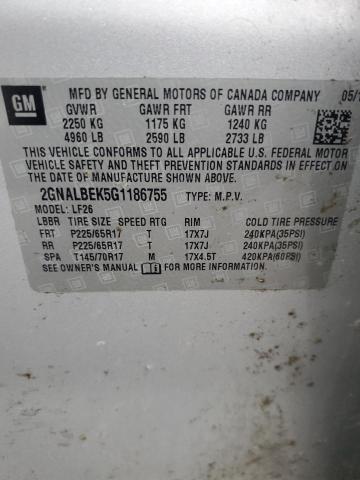 GM
MFD BY GENERAL MOTORS OF CANADA COMPANY 05/1
GVWR GAWR FRT GAWR RR
2250 KG 1175 KG 1240 KG
4960 LB 2590 LB 2733 LB
THIS VEHICLE CONFORMS TO ALL APPLICABLE U.S. FEDERAL MOTOR
VEHICLE SAFETY AND THEFT PREVENTION STANDARDS IN EFFECT ON
THE DATE OF MANUFACTURE SHOWN ABOVE.
2GNALBEK5G1186755 TYPE: M.P.V.
MODEL: LF26
LBBR TIRE SIZE SPEED RTG RIM COLD TIRE PRESSURE
FRT P225/65R17 T 17X7J 240KPA(35PSI)
RR P225/65R17 T 17X7J 240KPA(35PSI)
SPA T145/70R17 M 17X4.5T 420KPA(60PSI)
SEE OWNER'S MANUAL FOR MORE INFORMATION